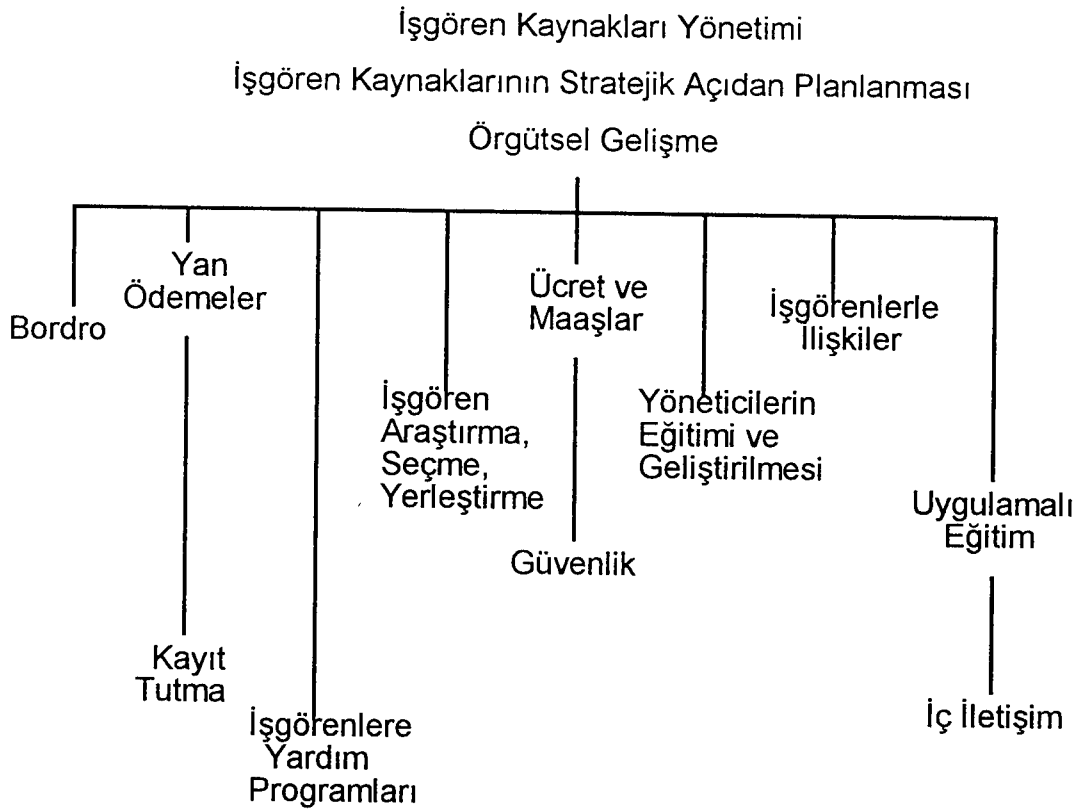 İşgören Kaynakları Yönetimi
İşgören Kaynaklarının Stratejik Açıdan Planlanması
Örgütsel Gelişme
Bordro
Yan
Ödemeler
Kayıt
Tutma
İşgörenlere
Yardım
Programları
İşgören
Araştırma,
Seçme,
Yerleştirme
Ücret ve
Maaşlar
Güvenlik
Yöneticilerin
Eğitimi ve
Geliştirilmesi
İşgörenlerle
İlişkiler
Uygulamalı
Eğitim
İç İletişim